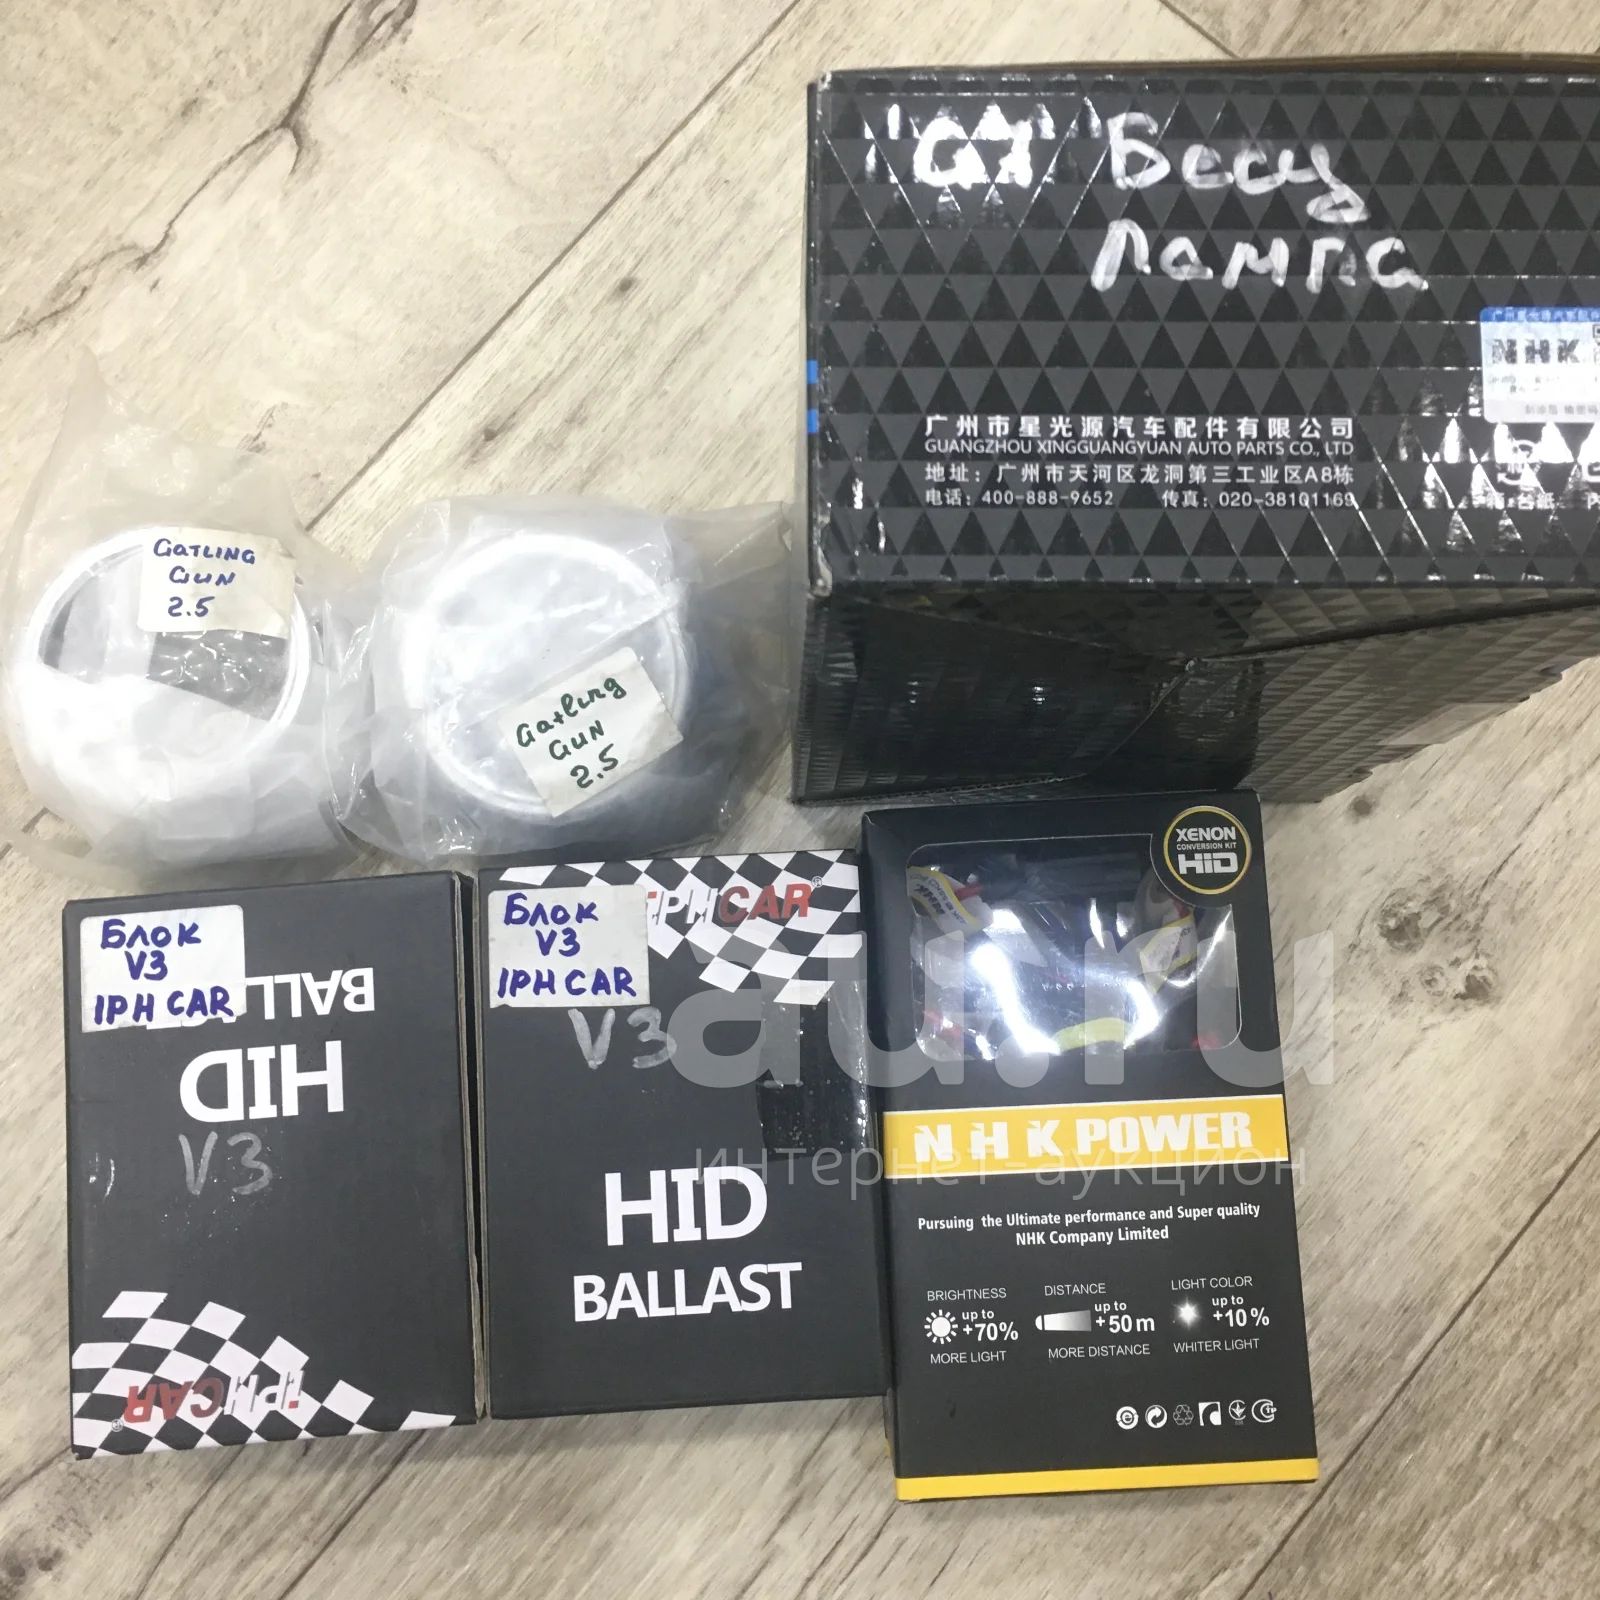 G1 Бесу
Лампа
N H K
广州市星光源汽车配件有限公司
GUANGZHOU XINGGUANGYUAN AUTO PARTS CO., LTD
地址：广州市天河区龙洞第三工业区A8栋
电话：400-888-9652 传真：020-38101169
GATLING
GUN
2.5
Gatling
GUN
2.5
БЛОК
V3
IPH CAR
BALLAST
HID
V3
iPHCAR®
БЛОК
V3
IPH CAR
iPHCAR®
V3
HID
BALLAST
XENON
CONVERSION KIT
HID
N H K POWER
Pursuing the Ultimate performance and Super quality
NHK Company Limited
BRIGHTNESS
up to
+70%
MORE LIGHT
DISTANCE
up to
+50m
MORE DISTANCE
LIGHT COLOR
up to
+10%
WHITER LIGHT
au.ru
интернет-аукцион